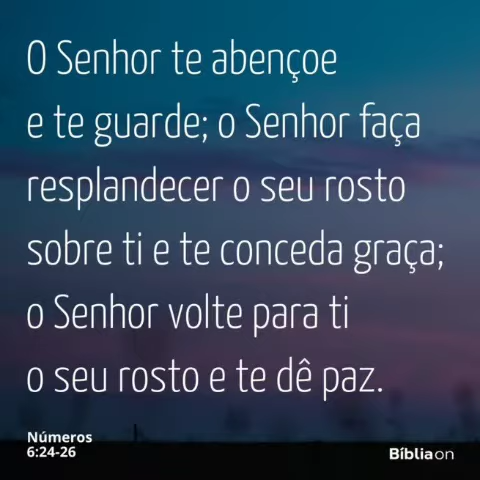 O Senhor te abençoe
e te guarde; o Senhor faça
resplandecer o seu rosto
sobre ti e te conceda graça;
o Senhor volte para ti
o seu rosto e te dê paz.
Números
6:24-26
Bíbliaon